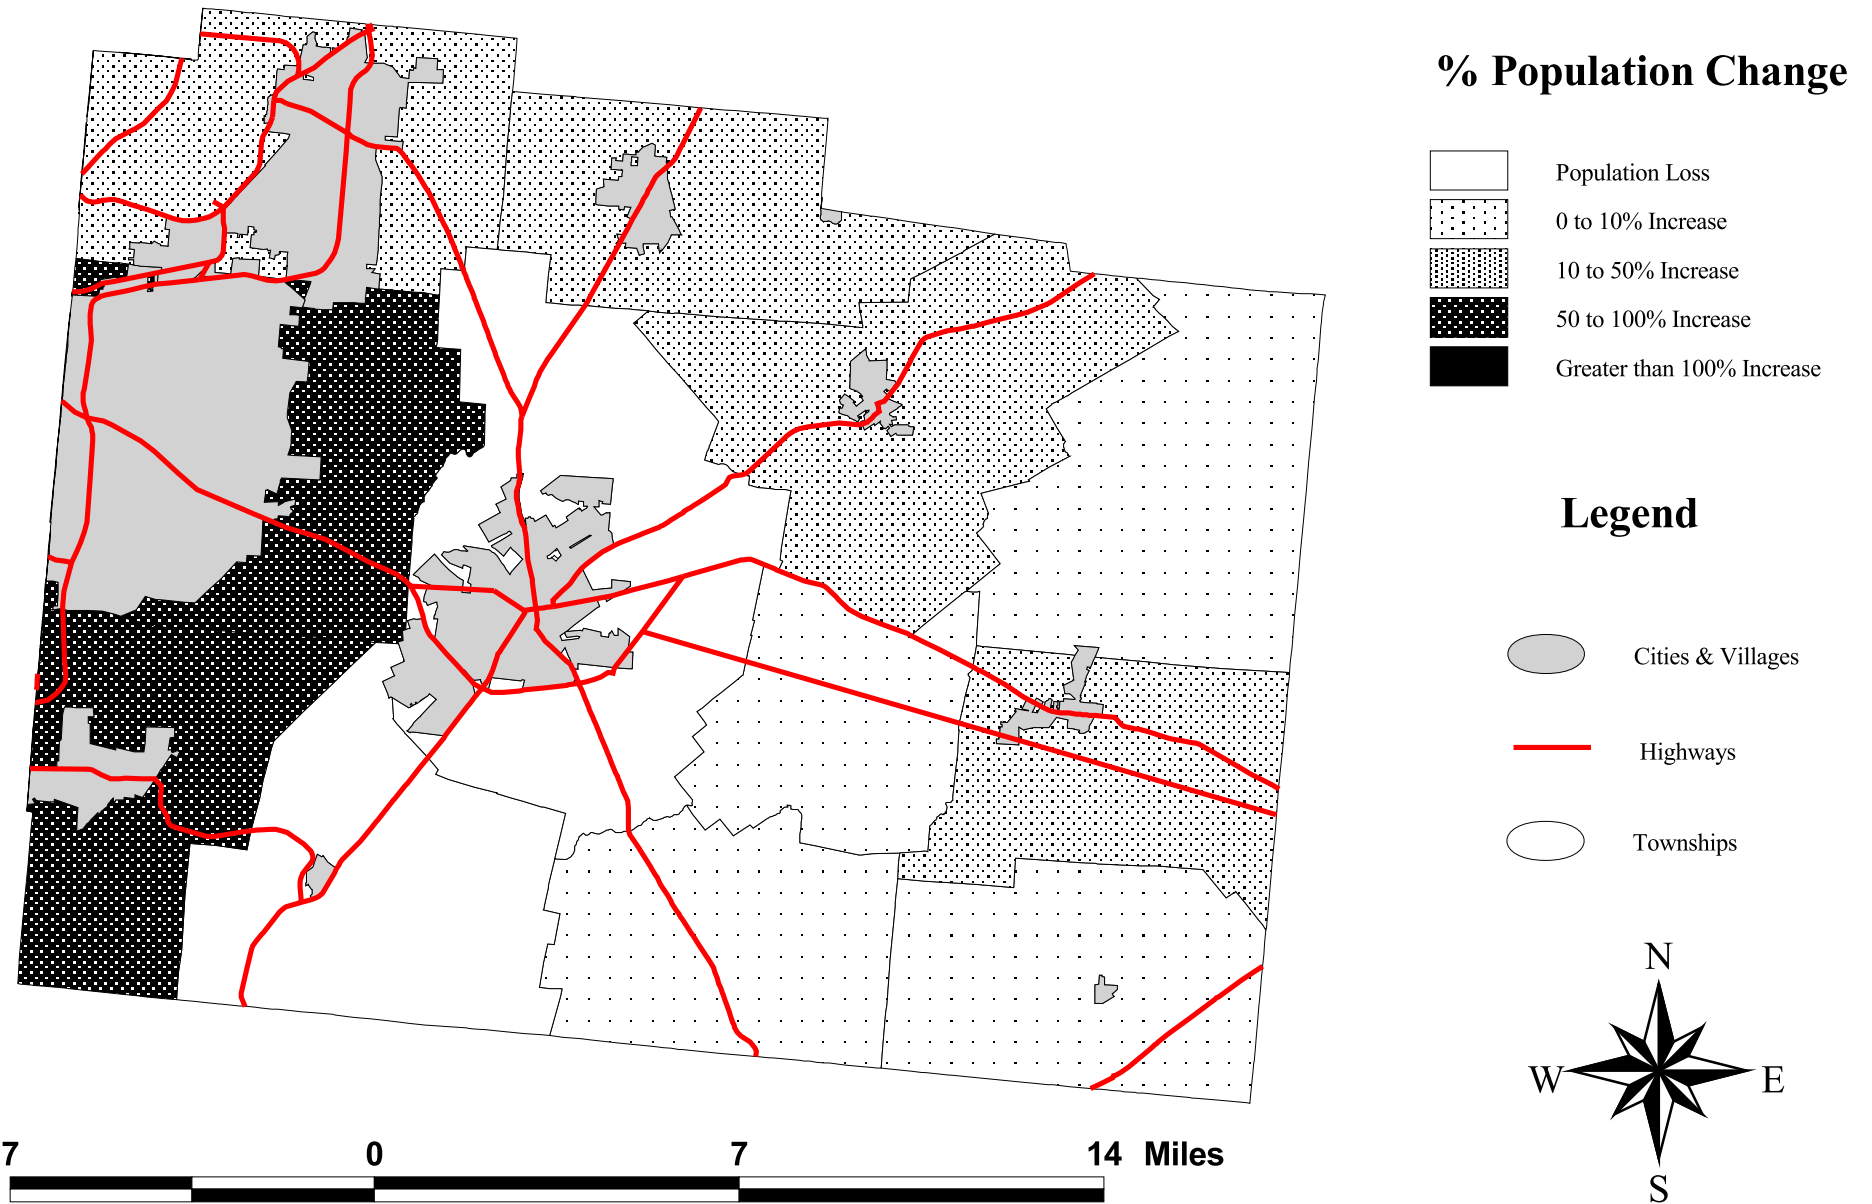 % Population Change
Population Loss
0 to 10% Increase
10 to 50% Increase
50 to 100% Increase
Greater than 100% Increase
Legend
Cities & Villages
Highways
Townships
N
W E
S
7 0 7 14 Miles